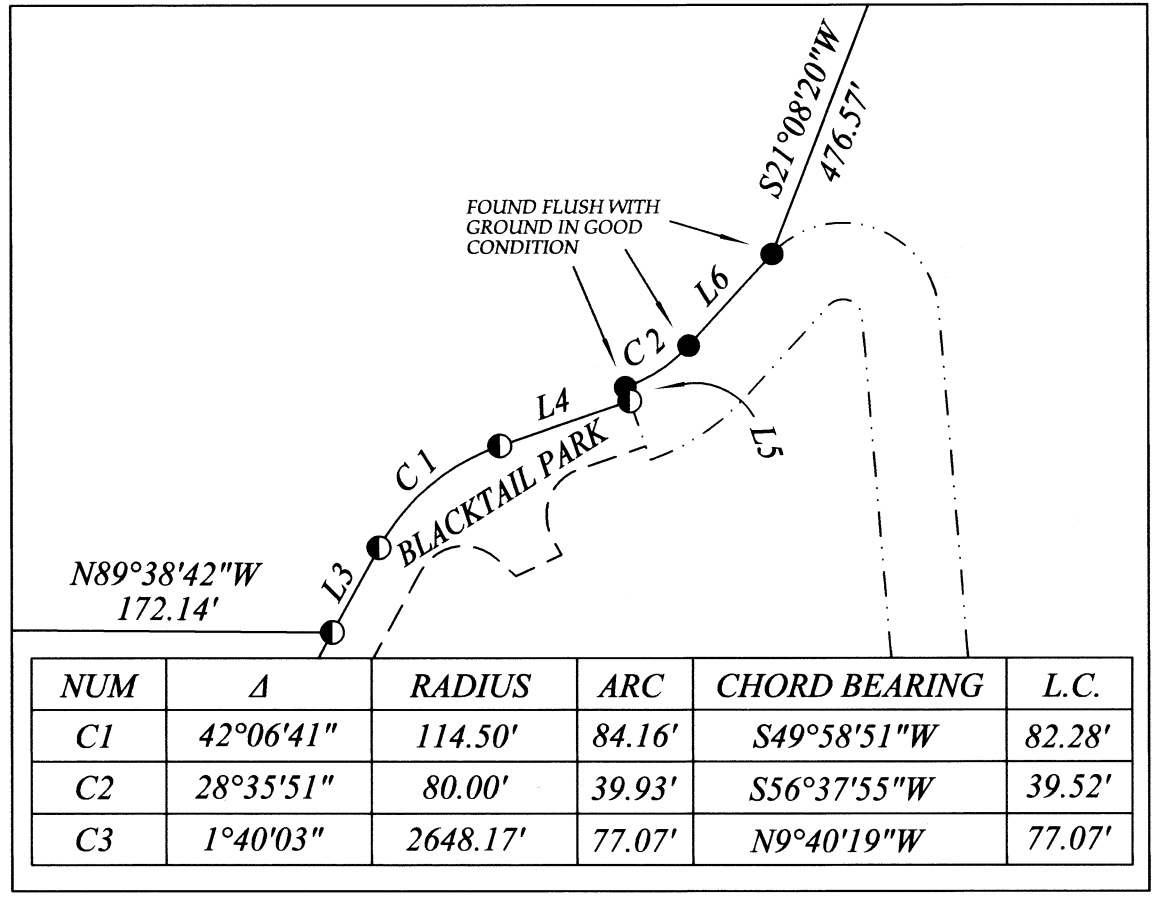 S21°08'20"W
476.57'
FOUND FLUSH WITH
GROUND IN GOOD
CONDITION
L6
C 2
L4
L5
C 1
BLACKTAIL PARK
L3
N89°38'42"W
172.14'
NUM Δ RADIUS ARC CHORD BEARING L.C.
C1 42°06'41" 114.50' 84.16' S49°58'51"W 82.28'
C2 28°35'51" 80.00' 39.93' S56°37'55"W 39.52'
C3 1°40'03" 2648.17' 77.07' N9°40'19"W 77.07'